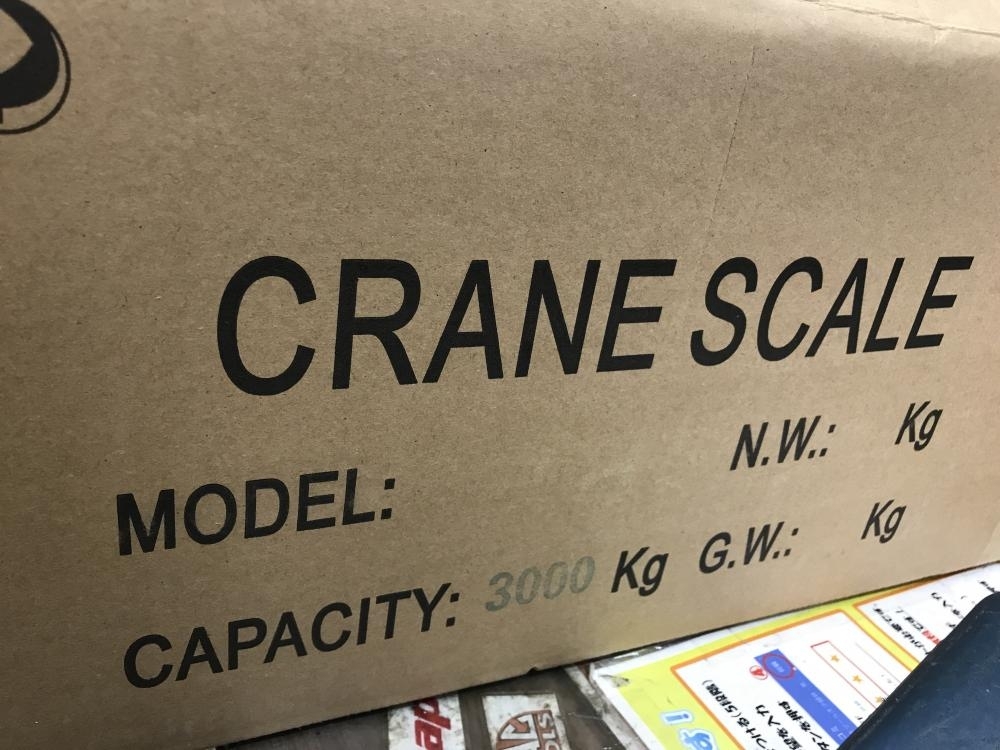 CRANE SCALE
MODEL:
N.W.: Kg
CAPACITY: 3000 Kg
G.W.: Kg